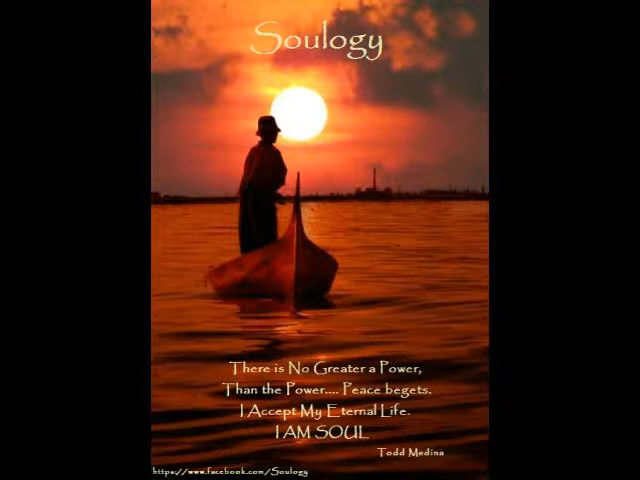 Soulogy
There is No Greater a Power,
Than the Power.... Peace begets.
I Accept My Eternal Life.
I AM SOUL
Todd Medina
https://www.facebook.com/Soulogy